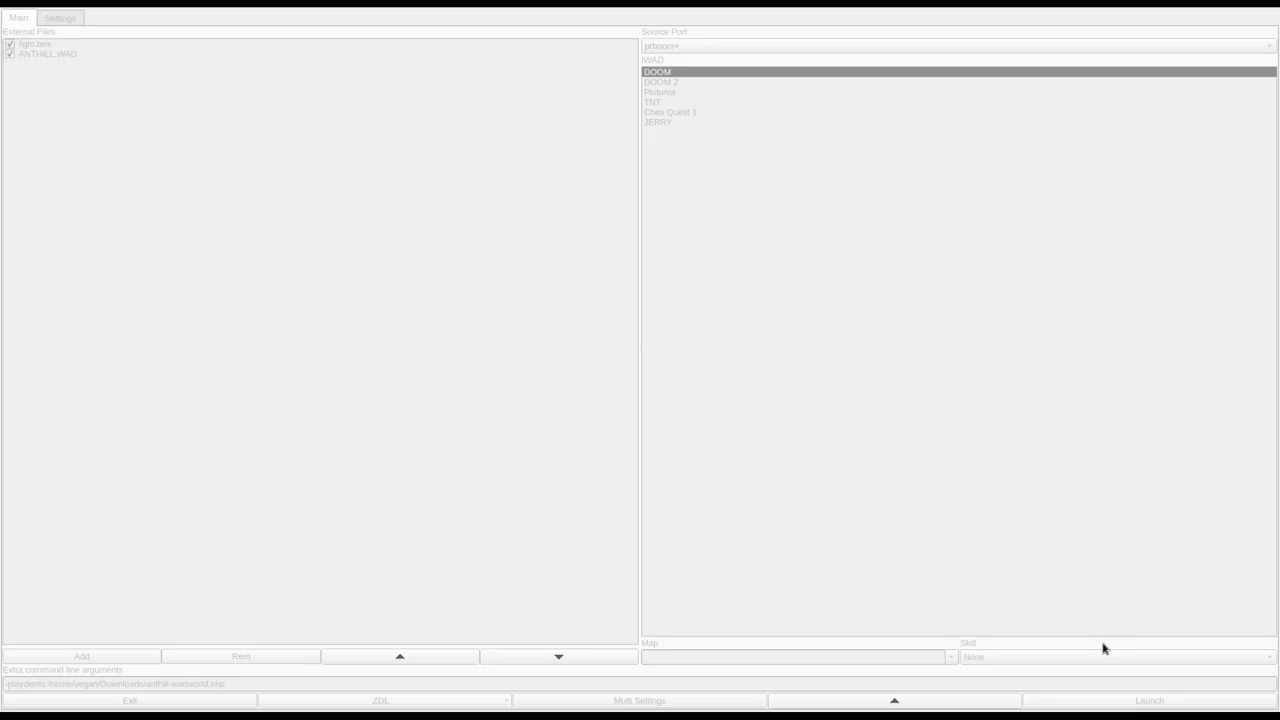 Main Settings
External Files
light.bex
ANTHILL.WAD
Add
Rem
Extra command line arguments
-playdemo /home/vegan/Downloads/anthill-wadworld.lmp
Source Port
prboom+
IWAD
DOOM
DOOM 2
Plutonia
TNT
Chex Quest 1
JERRY
Map
Skill
None
Exit
ZDL
Multi Settings
Launch